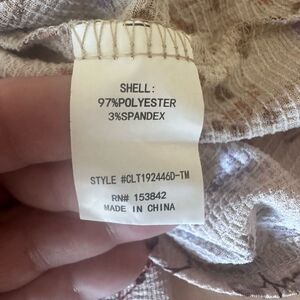 SHELL:
97%POLYESTER
3%SPANDEX
STYLE #CLT192446D-TM
RN# 153842
MADE IN CHINA